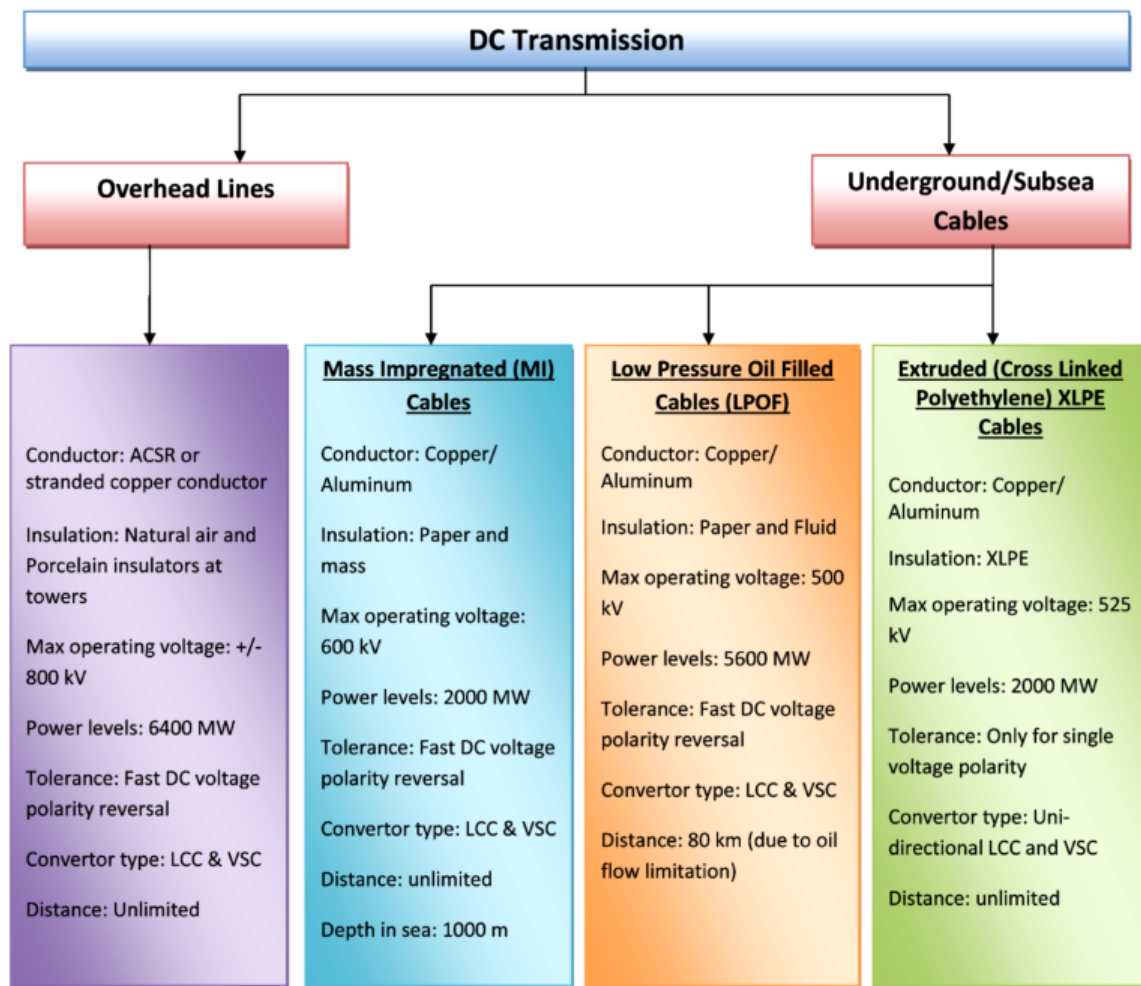 DC Transmission
Overhead Lines
Underground/Subsea
Cables
Conductor: ACSR or
stranded copper conductor
Insulation: Natural air and
Porcelain insulators at
towers
Max operating voltage: +/-
800 kV
Power levels: 6400 MW
Tolerance: Fast DC voltage
polarity reversal
Convertor type: LCC & VSC
Distance: Unlimited
Mass Impregnated (MI)
Cables
Conductor: Copper/
Aluminum
Insulation: Paper and
mass
Max operating voltage:
600 kV
Power levels: 2000 MW
Tolerance: Fast DC voltage
polarity reversal
Convertor type: LCC & VSC
Distance: unlimited
Depth in sea: 1000 m
Low Pressure Oil Filled
Cables (LPOF)
Conductor: Copper/
Aluminum
Insulation: Paper and Fluid
Max operating voltage: 500
kV
Power levels: 5600 MW
Tolerance: Fast DC voltage
polarity reversal
Convertor type: LCC & VSC
Distance: 80 km (due to oil
flow limitation)
Extruded (Cross Linked
Polyethylene) XLPE
Cables
Conductor: Copper/
Aluminum
Insulation: XLPE
Max operating voltage: 525
kV
Power levels: 2000 MW
Tolerance: Only for single
voltage polarity
Convertor type: Uni-
directional LCC and VSC
Distance: unlimited